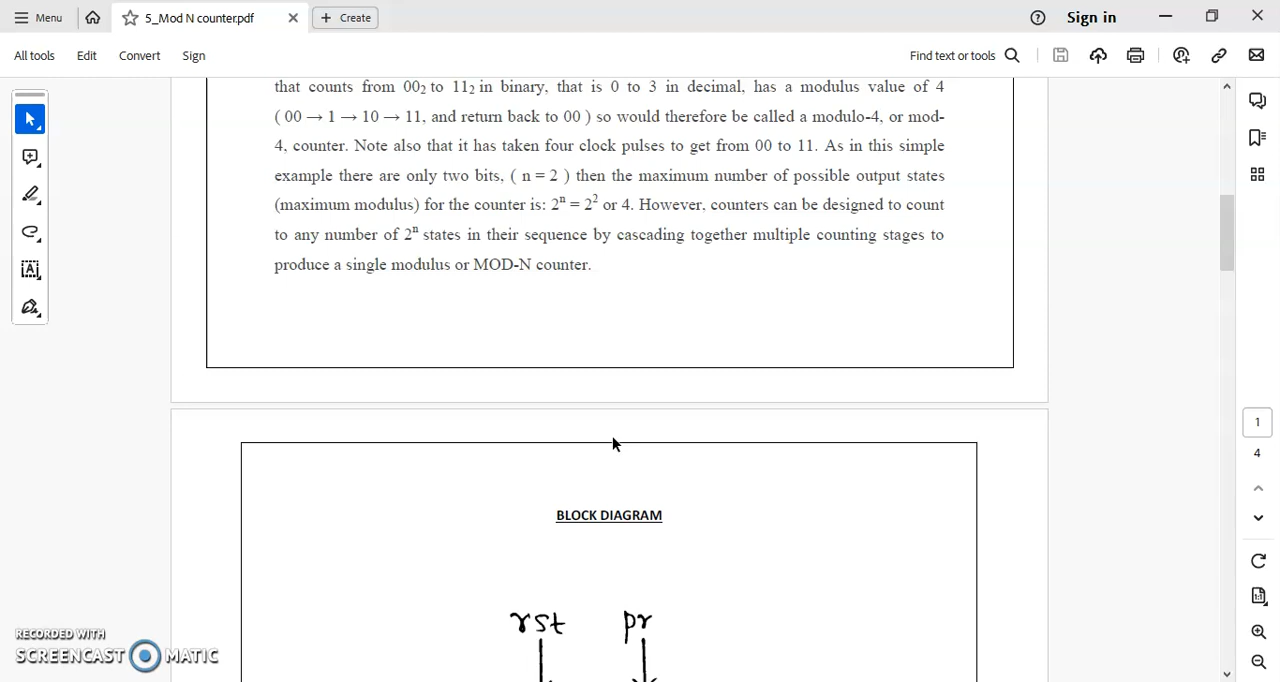 Menu
5_Mod N counter.pdf
Create
Sign in
All tools
Edit
Convert
Sign
Find text or tools
that counts from 00₂ to 11₂ in binary, that is 0 to 3 in decimal, has a modulus value of 4
( 00 → 1 → 10 → 11, and return back to 00 ) so would therefore be called a modulo-4, or mod-
4, counter. Note also that it has taken four clock pulses to get from 00 to 11. As in this simple
example there are only two bits, ( n = 2 ) then the maximum number of possible output states
(maximum modulus) for the counter is: 2ⁿ = 2² or 4. However, counters can be designed to count
to any number of 2ⁿ states in their sequence by cascading together multiple counting stages to
produce a single modulus or MOD-N counter.
1
4
BLOCK DIAGRAM
rst pr
RECORDED WITH
SCREENCAST MATIC